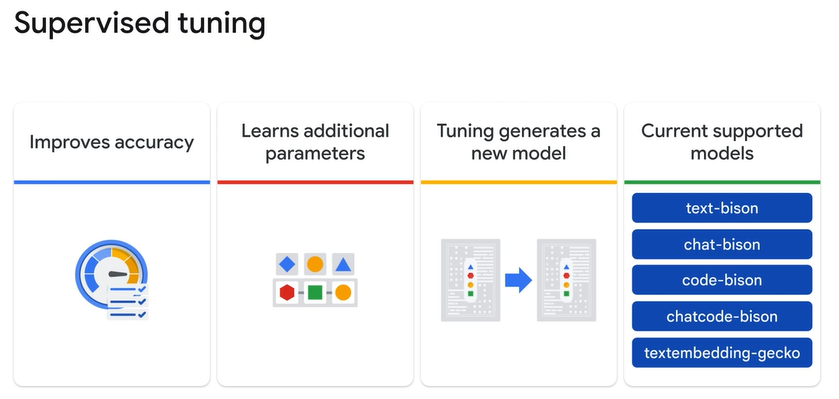 Supervised tuning
Improves accuracy
Learns additional
parameters
Tuning generates a
new model
Current supported
models
text-bison
chat-bison
code-bison
chatcode-bison
textembedding-gecko